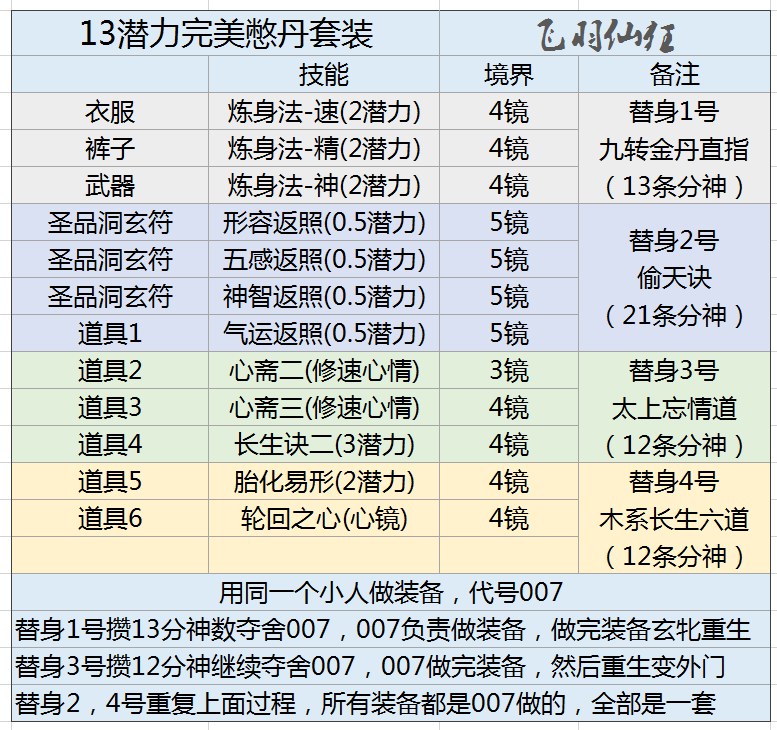 13潜力完美憋丹套装 飞羽仙狂
技能 境界 备注
衣服 炼身法-速(2潜力) 4镜 替身1号
裤子 炼身法-精(2潜力) 4镜 九转金丹直指
武器 炼身法-神(2潜力) 4镜 （13条分神）
圣品洞玄符 形容返照(0.5潜力) 5镜
圣品洞玄符 五感返照(0.5潜力) 5镜
圣品洞玄符 神智返照(0.5潜力) 5镜
道具1 气运返照(0.5潜力) 5镜
替身2号
偷天诀
（21条分神）
道具2 心斋二(修速心情) 3镜 替身3号
道具3 心斋三(修速心情) 4镜 太上忘情道
道具4 长生诀二(3潜力) 4镜 （12条分神）
道具5 胎化易形(2潜力) 4镜 替身4号
道具6 轮回之心(心镜) 4镜 木系长生六道
（12条分神）
用同一个小人做装备，代号007
替身1号攒13分神数夺舍007，007负责做装备，做完装备玄牝重生
替身3号攒12分神继续夺舍007，007做完装备，然后重生变外门
替身2，4号重复上面过程，所有装备都是007做的，全部是一套